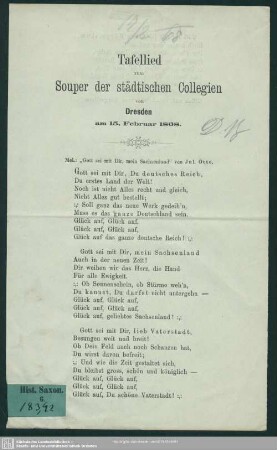 13/2 68
Tafellied
zum
Souper der städtischen Collegien
von
Dresden
am 15. Februar 1868.
Mel.: „Gott sei mit Dir, mein Sachsenland“ von Jul. Otto.
Gott sei mit Dir, Du deutsches Reich,
Du erstes Land der Welt!
Noch ist nicht Alles recht und gleich,
Nicht Alles gut bestellt;
:,: Soll ganz das neue Werk gedeih'n,
Muss es das ganze Deutschland sein.
Glück auf, Glück auf,
Glück auf, Glück auf,
Glück auf das ganze deutsche Reich! :,:
Gott sei mit Dir, mein Sachsenland
Auch in der neuen Zeit!
Dir weihen wir das Herz, die Hand
Für alle Ewigkeit.
:,: Ob Sonnenschein, ob Stürme weh'n,
Du kannst, Du darfst nicht untergehn —
Glück auf, Glück auf,
Glück auf, Glück auf,
Glück auf, geliebtes Sachsenland! :,:
Gott sei mit Dir, lieb Vaterstadt,
Besungen weit und breit!
Ob Dein Feld auch noch Schanzen hat,
Du wirst davon befreit;
:,: Und wie die Zeit gestaltet sich,
Du blühst gross, schön und königlich —
Glück auf, Glück auf,
Glück auf, Glück auf,
Glück auf, Du schöne Vaterstadt! :,:
Hist. Saxon.